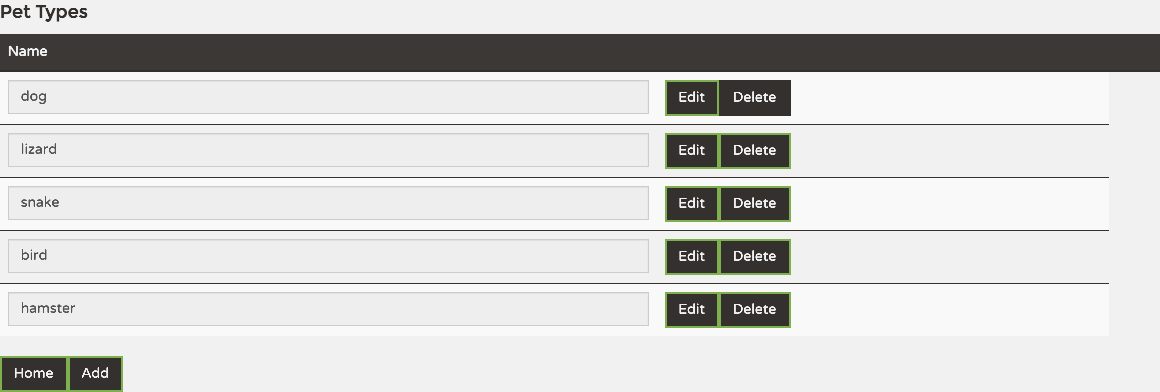 Pet Types
Name
dog Edit Delete
lizard Edit Delete
snake Edit Delete
bird Edit Delete
hamster Edit Delete
Home Add